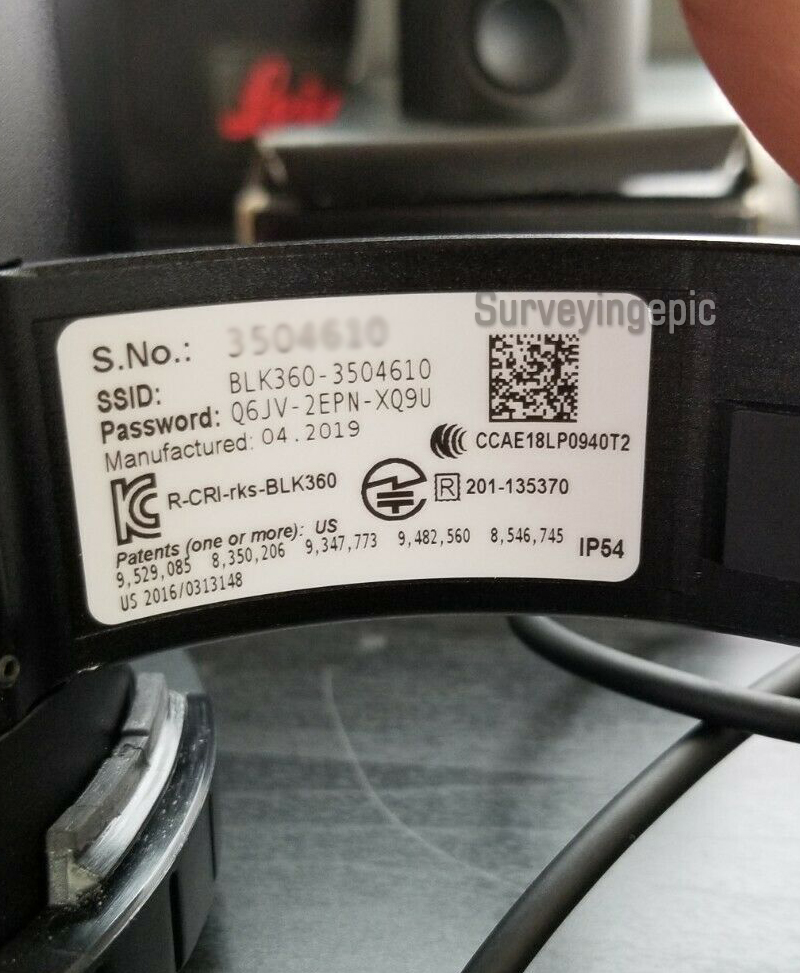 Leica
Surveyingepic
S.No.: 3504610
SSID: BLK360-3504610
Password: Q6JV-2EPN-XQ9U
Manufactured: 04.2019
CCAE18LP0940T2
R-CRI-rks-BLK360
R 201-135370
Patents (one or more): US
9,529,085 8,350,206 9,347,773 9,482,560 8,546,745
US 2016/0313148
IP54